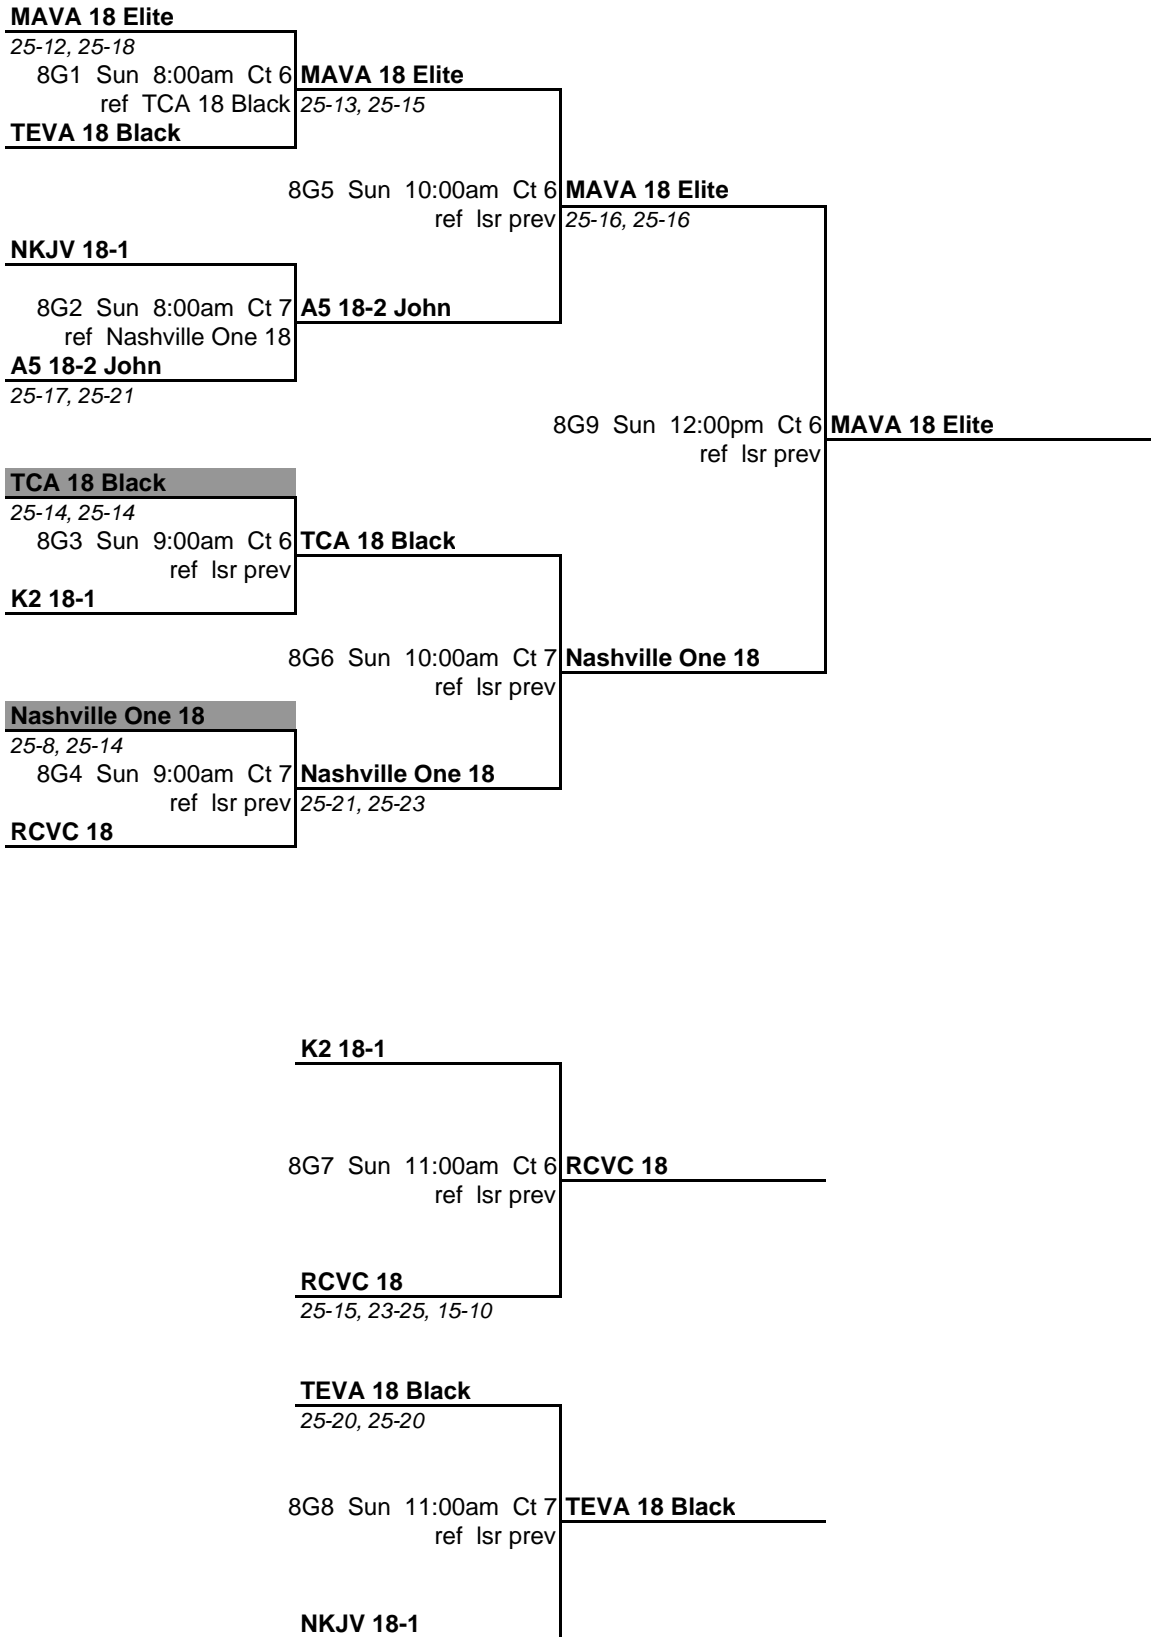 MAVA 18 Elite
25-12, 25-18
8G1 Sun 8:00am Ct 6 MAVA 18 Elite
ref TCA 18 Black 25-13, 25-15
TEVA 18 Black
8G5 Sun 10:00am Ct 6 MAVA 18 Elite
ref lsr prev 25-16, 25-16
NKJV 18-1
8G2 Sun 8:00am Ct 7 A5 18-2 John
ref Nashville One 18
A5 18-2 John
25-17, 25-21
8G9 Sun 12:00pm Ct 6 MAVA 18 Elite
ref lsr prev
TCA 18 Black
25-14, 25-14
8G3 Sun 9:00am Ct 6 TCA 18 Black
ref lsr prev
K2 18-1
8G6 Sun 10:00am Ct 7 Nashville One 18
ref lsr prev
Nashville One 18
25-8, 25-14
8G4 Sun 9:00am Ct 7 Nashville One 18
ref lsr prev 25-21, 25-23
RCVC 18
K2 18-1
8G7 Sun 11:00am Ct 6 RCVC 18
ref lsr prev
RCVC 18
25-15, 23-25, 15-10
TEVA 18 Black
25-20, 25-20
8G8 Sun 11:00am Ct 7 TEVA 18 Black
ref lsr prev
NKJV 18-1